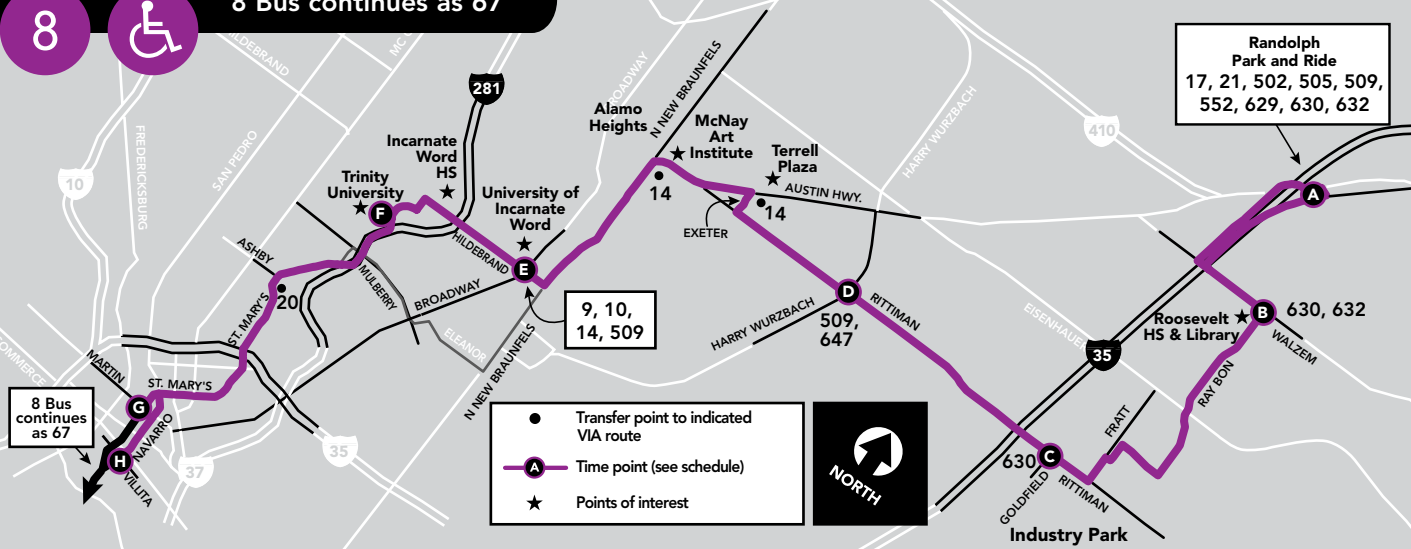 8 Bus continues as 67
8
281
Randolph
Park and Ride
17, 21, 502, 505, 509,
552, 629, 630, 632
HILDEBRAND
BROADWAY
N NEW BRAUNFELS
HARRY WURZBACH
410
FREDERICKSBURG
SAN PEDRO
10
Alamo
Heights
McNay
Art
Institute
Terrell
Plaza
Incarnate
Word
HS
Trinity
University
University of
Incarnate
Word
AUSTIN HWY.
14
14
EXETER
A
F
E
D
B
C
G
H
ASHBY
20
ST. MARY'S
MULBERRY
HILDEBRAND
BROADWAY
ELEANOR
N NEW BRAUNFELS
9, 10,
14, 509
HARRY WURZBACH
509,
647
RITTIMAN
EISENHAUER
35
Roosevelt
HS & Library
630, 632
WALZEM
RAY BON
FRATT
630
GOLDFIELD
RITTIMAN
Industry Park
COMMERCE
MARTIN
ST. MARY'S
NAVARRO
VILLITA
8 Bus
continues
as 67
37
35
Transfer point to indicated
VIA route
A
Time point (see schedule)
Points of interest
NORTH